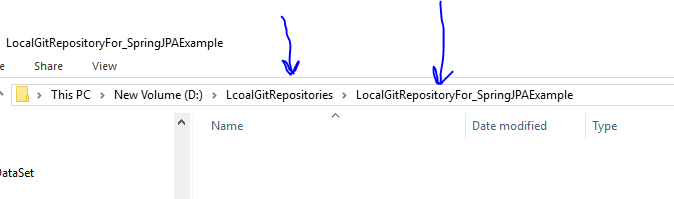 LocalGitRepositoryFor_SpringJPAExample
Share View
This PC > New Volume (D:) > LcoalGitRepositories > LocalGitRepositoryFor_SpringJPAExample
Name Date modified Type
DataSet